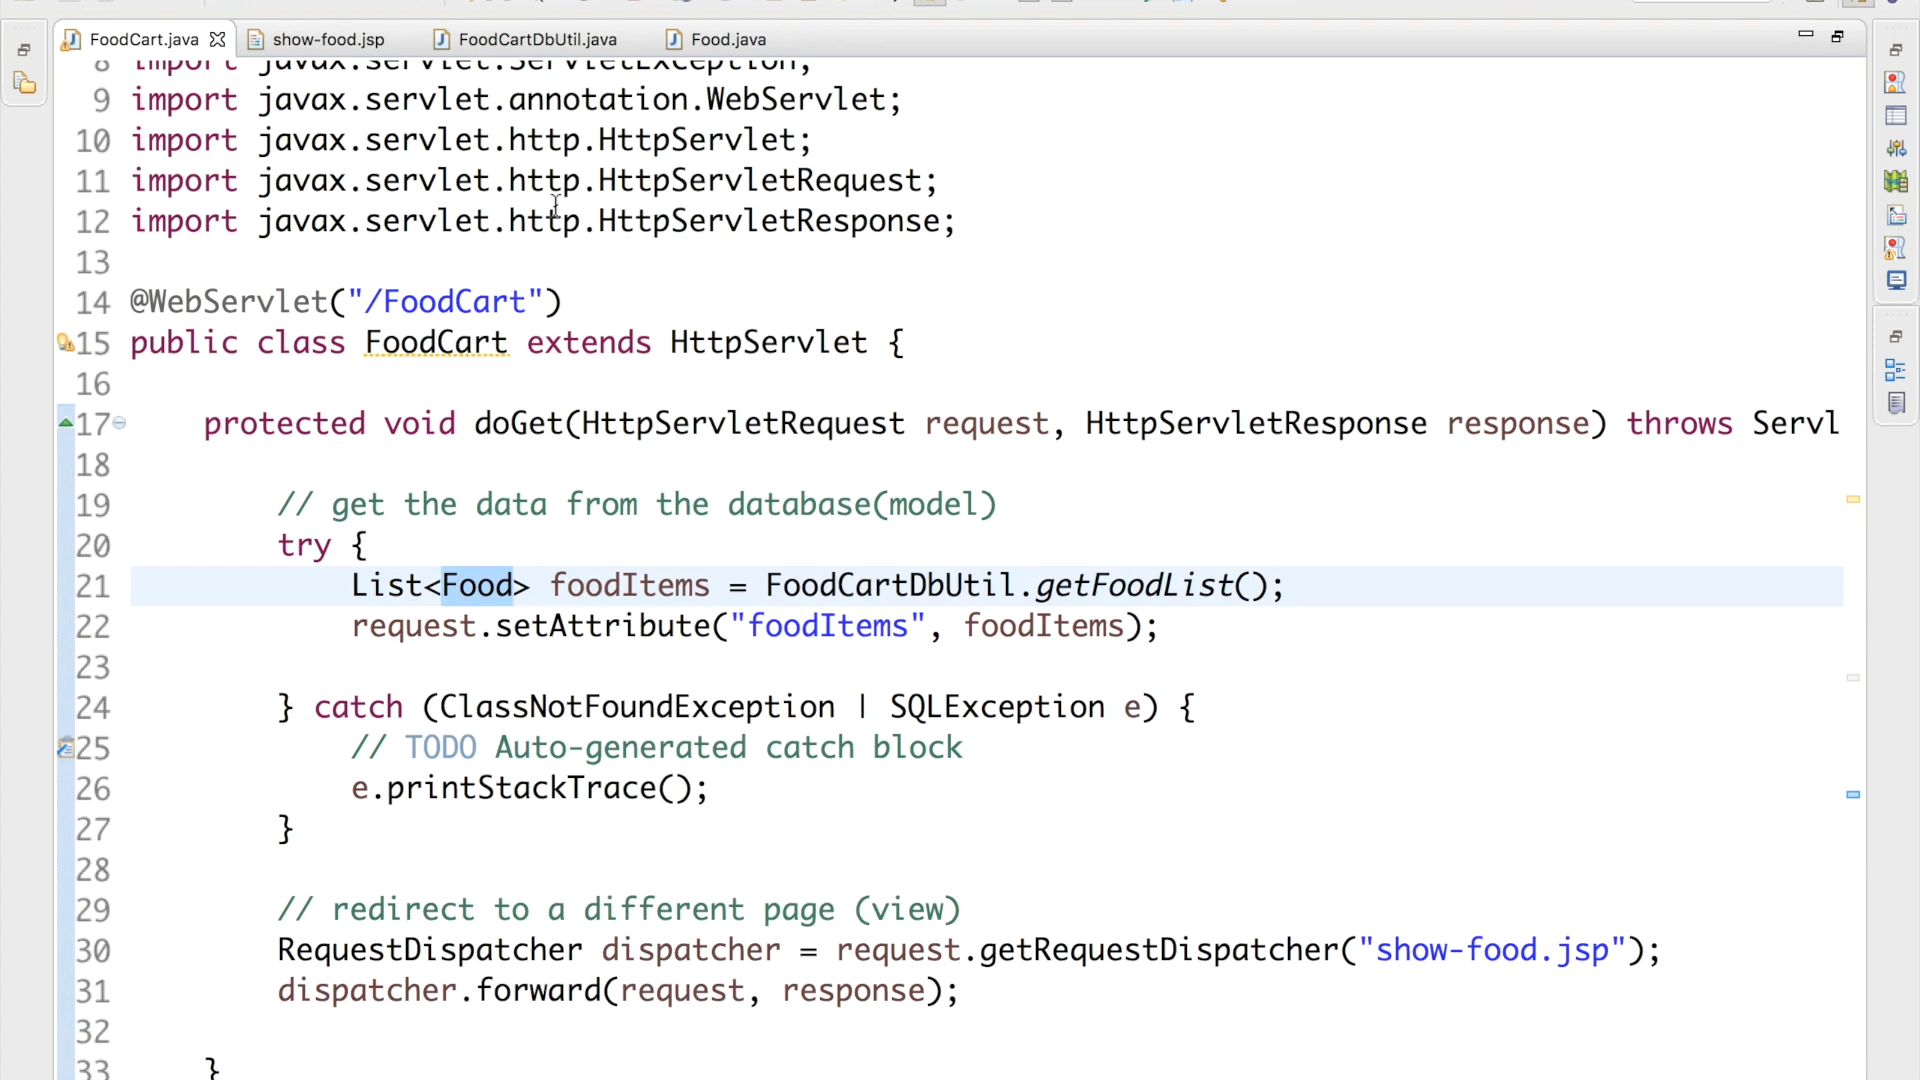 FoodCart.java show-food.jsp FoodCartDbUtil.java Food.java
8 import javax.servlet.ServletException;
9 import javax.servlet.annotation.WebServlet;
10 import javax.servlet.http.HttpServlet;
11 import javax.servlet.http.HttpServletRequest;
12 import javax.servlet.http.HttpServletResponse;
13
14 @WebServlet("/FoodCart")
15 public class FoodCart extends HttpServlet {
16
17 protected void doGet(HttpServletRequest request, HttpServletResponse response) throws Servl
18
19 // get the data from the database(model)
20 try {
21 List<Food> foodItems = FoodCartDbUtil.getFoodList();
22 request.setAttribute("foodItems", foodItems);
23
24 } catch (ClassNotFoundException | SQLException e) {
25 // TODO Auto-generated catch block
26 e.printStackTrace();
27 }
28
29 // redirect to a different page (view)
30 RequestDispatcher dispatcher = request.getRequestDispatcher("show-food.jsp");
31 dispatcher.forward(request, response);
32
33 }